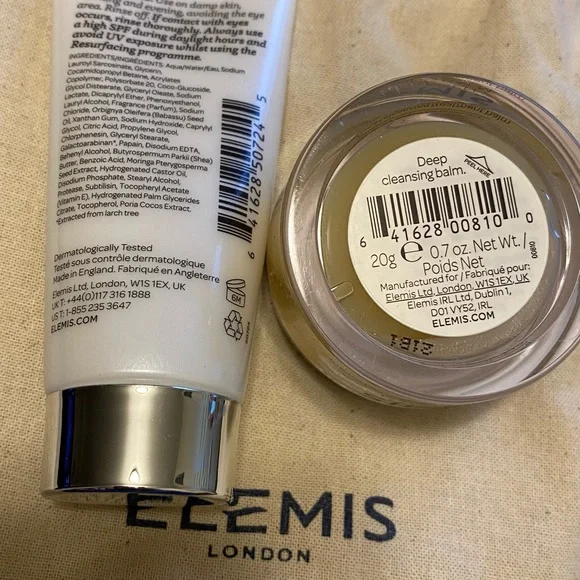 Use on damp skin,
and evening, avoiding the eye
area. Rinse off. If contact with eyes
occurs, rinse thoroughly. Always use
a high SPF during daylight hours and
avoid UV exposure whilst using the
Resurfacing programme.
INGREDIENTS/INGRÉDIENTS: Aqua/Water/Eau, Sodium
Lauroyl Sarcosinate, Glycerin,
Cocamidopropyl Betaine, Acrylates
Copolymer, Polysorbate 20, Coco-Glucoside,
Glycol Distearate, Glyceryl Oleate, Sodium
Lactate, Dicaprylyl Ether, Phenoxyethanol,
Lauryl Alcohol, Fragrance (Parfum), Sodium
Chloride, Orbignya Oleifera (Babassu) Seed
Oil, Xanthan Gum, Sodium Hydroxide, Caprylyl
Glycol, Citric Acid, Propylene Glycol,
Chlorphenesin, Glyceryl Stearate,
Galactoarabinan*, Papain, Disodium EDTA,
Behenyl Alcohol, Butyrospermum Parkii (Shea)
Butter, Benzoic Acid, Moringa Pterygosperma
Seed Extract, Hydrogenated Castor Oil,
Disodium Phosphate, Stearyl Alcohol,
Protease, Subtilisin, Tocopheryl Acetate
(Vitamin E), Hydrogenated Palm Glycerides
Citrate, Tocopherol, Poria Cocos Extract.
*Extracted from larch tree
6 41628 50724 5
Dermatologically Tested
Testé sous contrôle dermatologique
Made in England. Fabriqué en Angleterre
Elemis Ltd, London, W1S 1EX, UK
UK T: +44(0)117 316 1888
US T: 1-855 235 3647
ELEMIS.COM
6M
Deep
cleansing balm.
PEEL HERE
6 41628 00810 0
20g e 0.7 oz. Net Wt./
Poids Net
00810
Manufactured for / Fabriqué pour:
Elemis Ltd, London, W1S 1EX, UK
Elemis IRL Ltd, Dublin 1,
D01 VY52, IRL
ELEMIS.COM
21B1
ELEMIS
LONDON